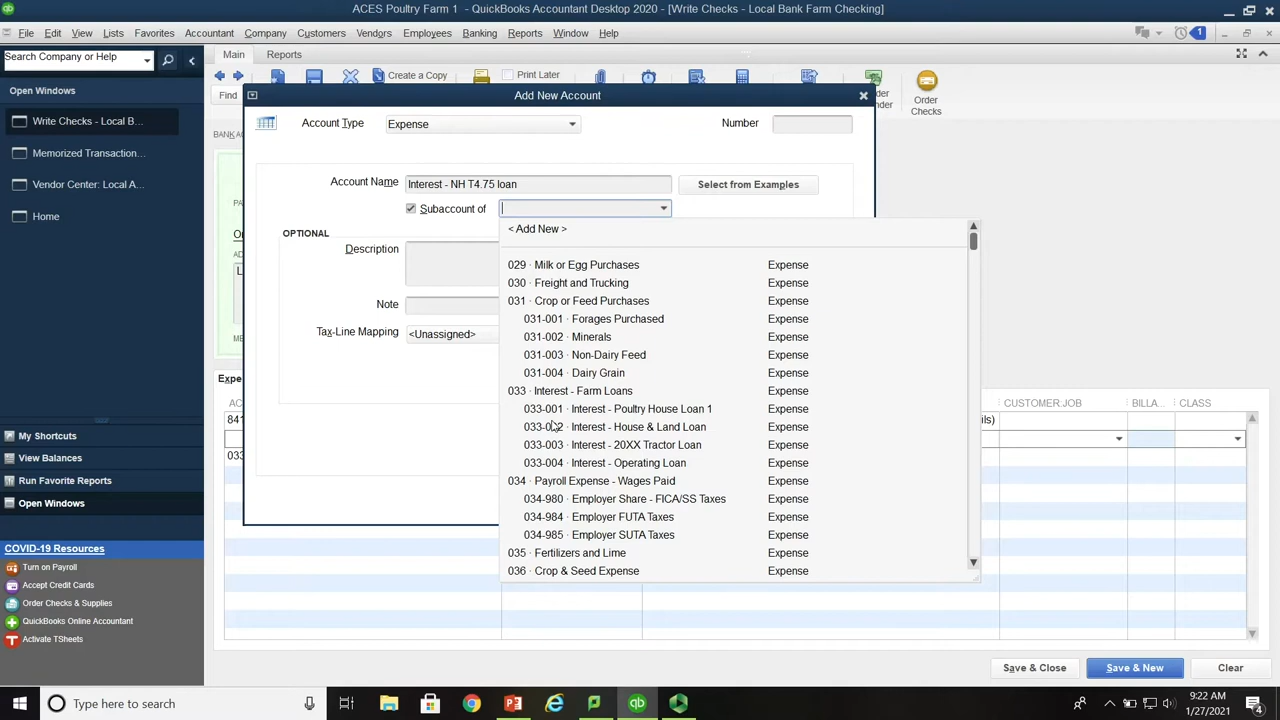 ACES Poultry Farm 1 - QuickBooks Accountant Desktop 2020 - [Write Checks - Local Bank Farm Checking]
File Edit View Lists Favorites Accountant Company Customers Vendors Employees Banking Reports Window Help
1
Search Company or Help
Main Reports
Create a Copy
Print Later
Find
Order Checks
Open Windows
Write Checks - Local B...
Memorized Transaction...
Vendor Center: Local A...
Home
Add New Account
Account Type Expense Number
Account Name Interest - NH T4.75 loan Select from Examples
Subaccount of
OPTIONAL
Description
Note
Tax-Line Mapping <Unassigned>
< Add New >
029 · Milk or Egg Purchases Expense
030 · Freight and Trucking Expense
031 · Crop or Feed Purchases Expense
031-001 · Forages Purchased Expense
031-002 · Minerals Expense
031-003 · Non-Dairy Feed Expense
031-004 · Dairy Grain Expense
033 · Interest - Farm Loans Expense
033-001 · Interest - Poultry House Loan 1 Expense
033-002 · Interest - House & Land Loan Expense
033-003 · Interest - 20XX Tractor Loan Expense
033-004 · Interest - Operating Loan Expense
034 · Payroll Expense - Wages Paid Expense
034-980 · Employer Share - FICA/SS Taxes Expense
034-984 · Employer FUTA Taxes Expense
034-985 · Employer SUTA Taxes Expense
035 · Fertilizers and Lime Expense
036 · Crop & Seed Expense Expense
CUSTOMER:JOB BILLA... CLASS
My Shortcuts
View Balances
Run Favorite Reports
Open Windows
COVID-19 Resources
Turn on Payroll
Accept Credit Cards
Order Checks & Supplies
QuickBooks Online Accountant
Activate TSheets
Save & Close Save & New Clear
Type here to search
9:22 AM
1/27/2021
4